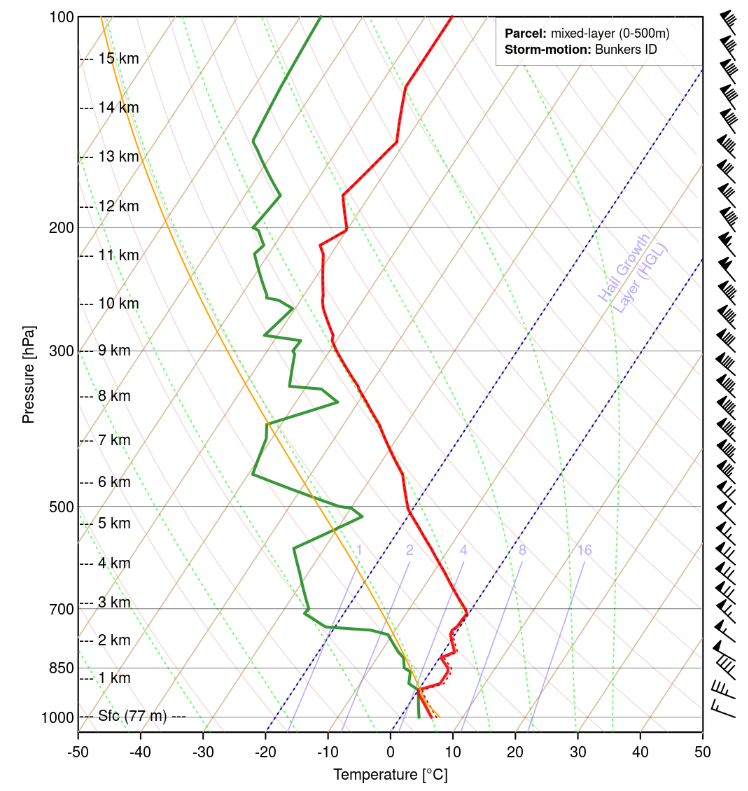 100
Parcel: mixed-layer (0-500m)
Storm-motion: Bunkers ID
--- 15 km
--- 14 km
--- 13 km
--- 12 km
200
--- 11 km
Hail Growth
Layer (HGL)
--- 10 km
300
--- 9 km
--- 8 km
Pressure [hPa]
--- 7 km
--- 6 km
500
--- 5 km
1 2 4 8 16
--- 4 km
--- 3 km
700
--- 2 km
850
--- 1 km
1000 --- Sfc (77 m) ---
-50 -40 -30 -20 -10 0 10 20 30 40 50
Temperature [°C]